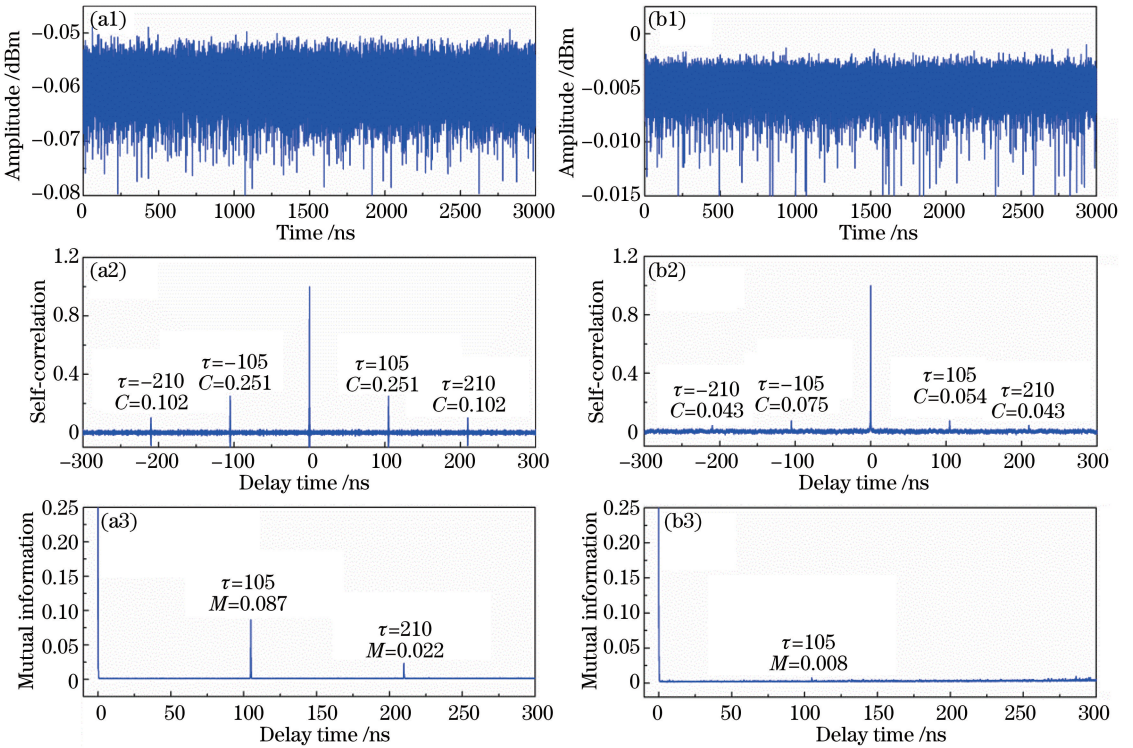 (a1)
Amplitude /dBm
−0.05
−0.06
−0.07
−0.08
0 500 1000 1500 2000 2500 3000
Time /ns
(b1)
Amplitude /dBm
0
−0.005
−0.010
−0.015
0 500 1000 1500 2000 2500 3000
Time /ns
(a2)
Self-correlation
1.2
0.8
0.4
0
τ=−210
C=0.102
τ=−105
C=0.251
τ=105
C=0.251
τ=210
C=0.102
−300 −200 −100 0 100 200 300
Delay time /ns
(b2)
Self-correlation
1.2
0.8
0.4
0
τ=−210
C=0.043
τ=−105
C=0.075
τ=105
C=0.054
τ=210
C=0.043
−300 −200 −100 0 100 200 300
Delay time /ns
(a3)
Mutual information
0.25
0.20
0.15
0.10
0.05
0
τ=105
M=0.087
τ=210
M=0.022
0 50 100 150 200 250 300
Delay time /ns
(b3)
Mutual information
0.25
0.20
0.15
0.10
0.05
0
τ=105
M=0.008
0 50 100 150 200 250 300
Delay time /ns